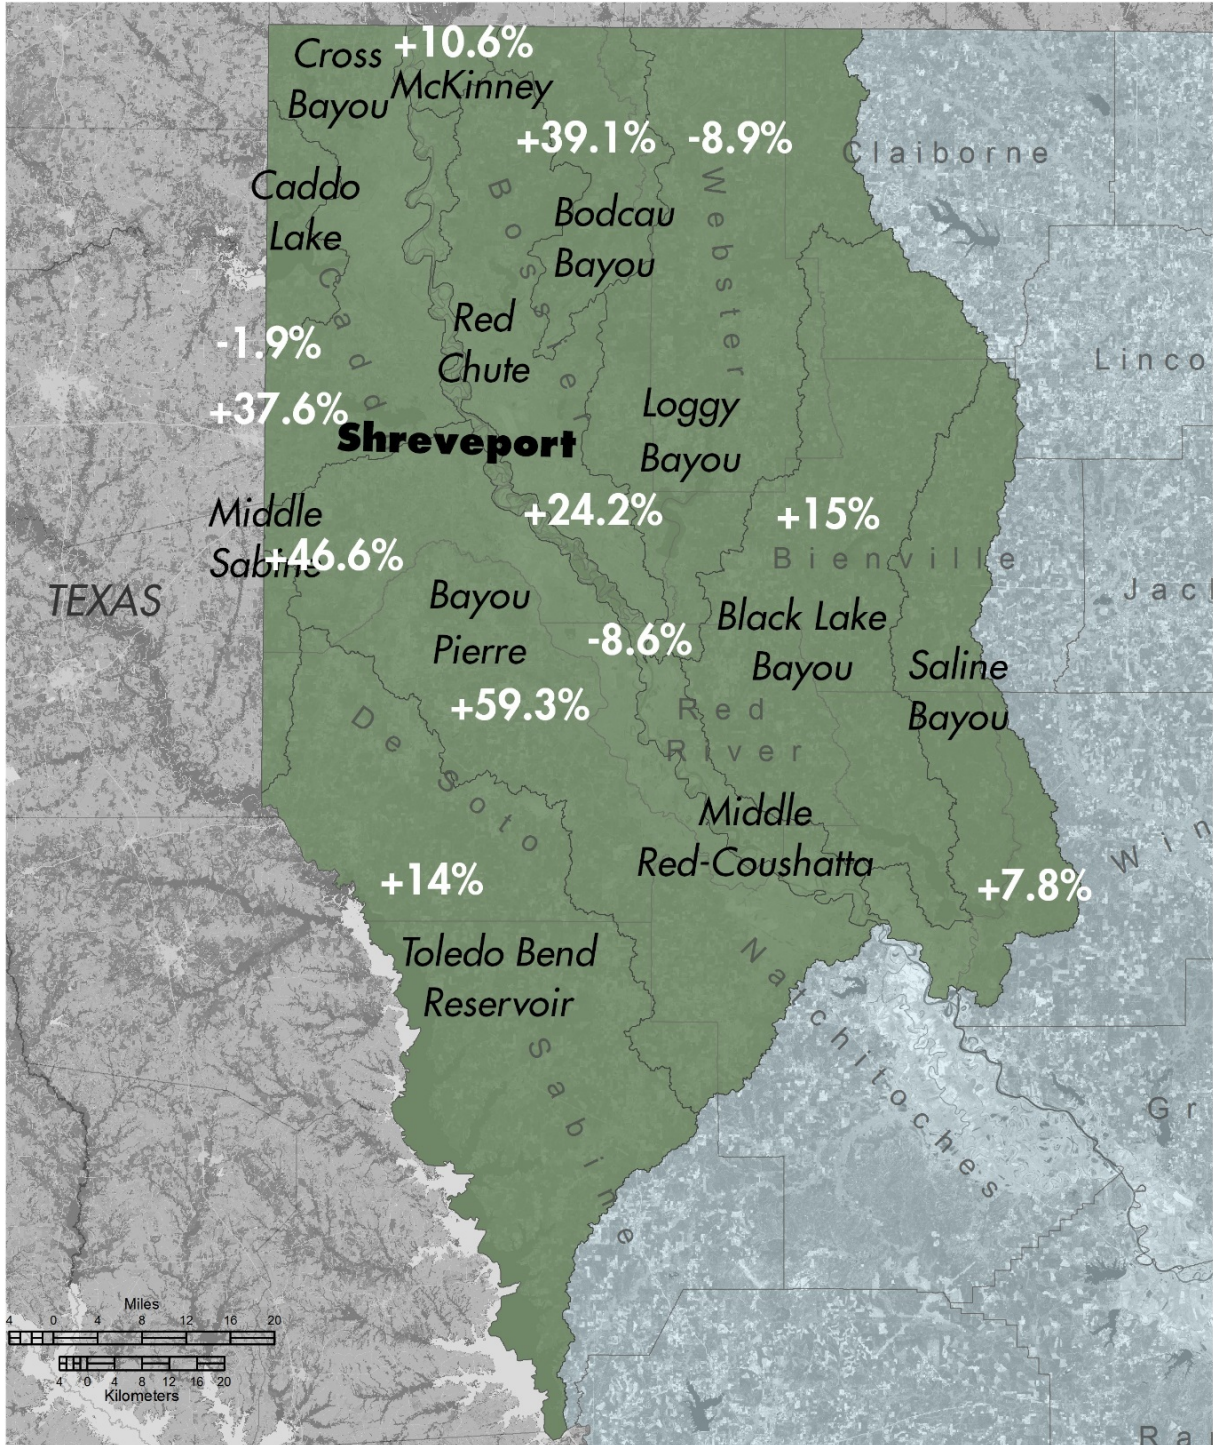 Cross
Bayou
+10.6%
McKinney
+39.1%
-8.9%
Claiborne
Caddo
Lake
Bossier
Bodcau
Bayou
Webster
Caddo
Red
Chute
-1.9%
+37.6%
Linco
Loggy
Bayou
Shreveport
Middle
Sabine
+46.6%
+24.2%
+15%
Bienville
TEXAS
Jac
Bayou
Pierre
-8.6%
Black Lake
Bayou
Saline
Bayou
+59.3%
Red
River
De Soto
Middle
Red-Coushatta
Win
+14%
+7.8%
Toledo Bend
Reservoir
Natchitoches
Sabine
Gr
Miles
4 0 4 8 12 16 20
4 0 4 8 12 16 20
Kilometers
Ra